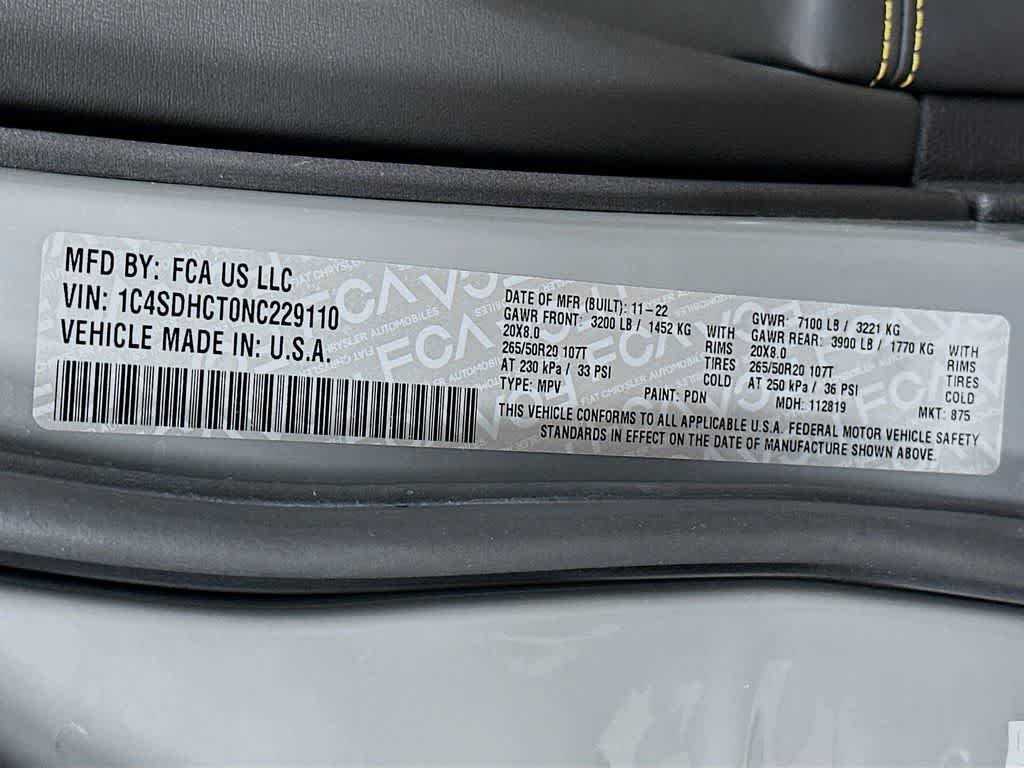 MFD BY: FCA US LLC
VIN: 1C4SDHCT0NC229110
VEHICLE MADE IN: U.S.A.
DATE OF MFR (BUILT): 11-22
GAWR FRONT: 3200 LB / 1452 KG WITH
20X8.0 RIMS
265/50R20 107T TIRES
AT 230 kPa / 33 PSI COLD
TYPE: MPV PAINT: PDN
GVWR: 7100 LB / 3221 KG
GAWR REAR: 3900 LB / 1770 KG WITH
20X8.0 RIMS
265/50R20 107T TIRES
AT 250 kPa / 36 PSI COLD
MDH: 112819 MKT: 875
THIS VEHICLE CONFORMS TO ALL APPLICABLE U.S.A. FEDERAL MOTOR VEHICLE SAFETY
STANDARDS IN EFFECT ON THE DATE OF MANUFACTURE SHOWN ABOVE.
FCA
FIAT CHRYSLER AUTOMOBILES